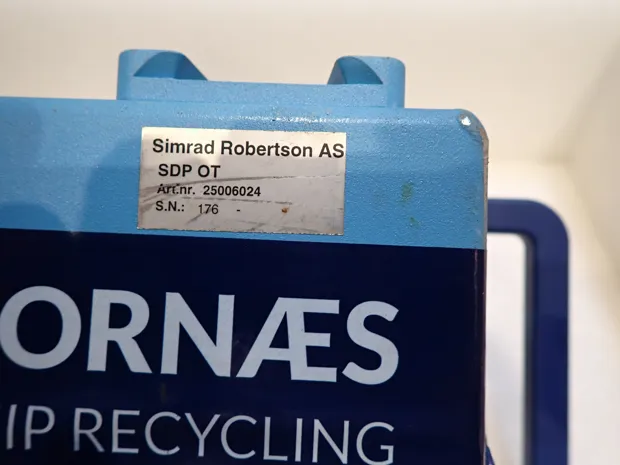 Simrad Robertson AS
SDP OT
Art.nr. 25006024
S.N.: 176 -
ORNÆS
IP RECYCLING